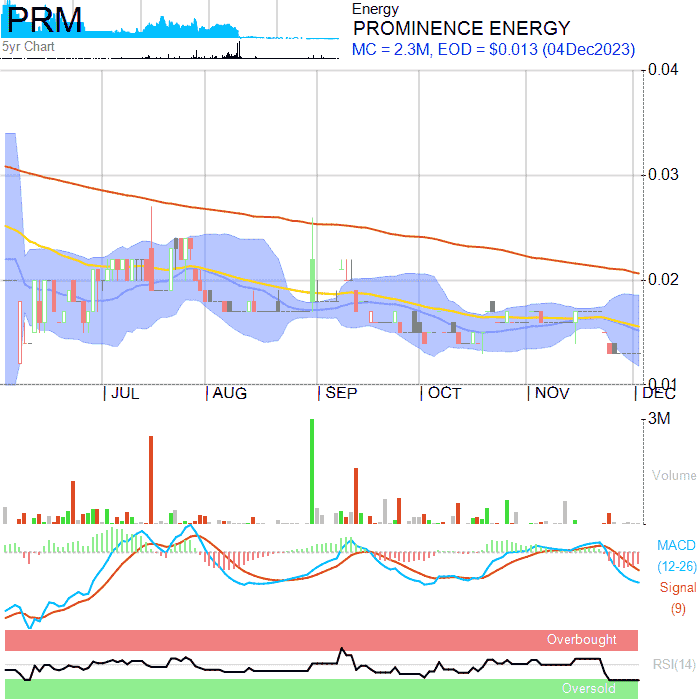 PRM
5yr Chart
Energy
PROMINENCE ENERGY
MC = 2.3M, EOD = $0.013 (04Dec2023)
0.04
0.03
0.02
0.01
JUL AUG SEP OCT NOV DEC
3M
Volume
MACD
(12-26)
Signal
(9)
Overbought
RSI(14)
Oversold